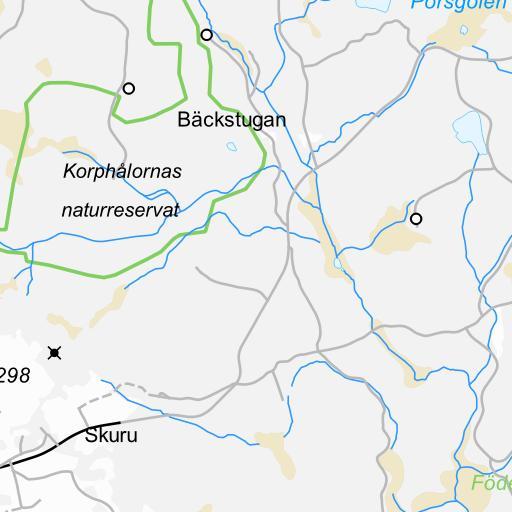 Porsgölen
Bäckstugan
Korphålornas
naturreservat
298
Skuru
Föde